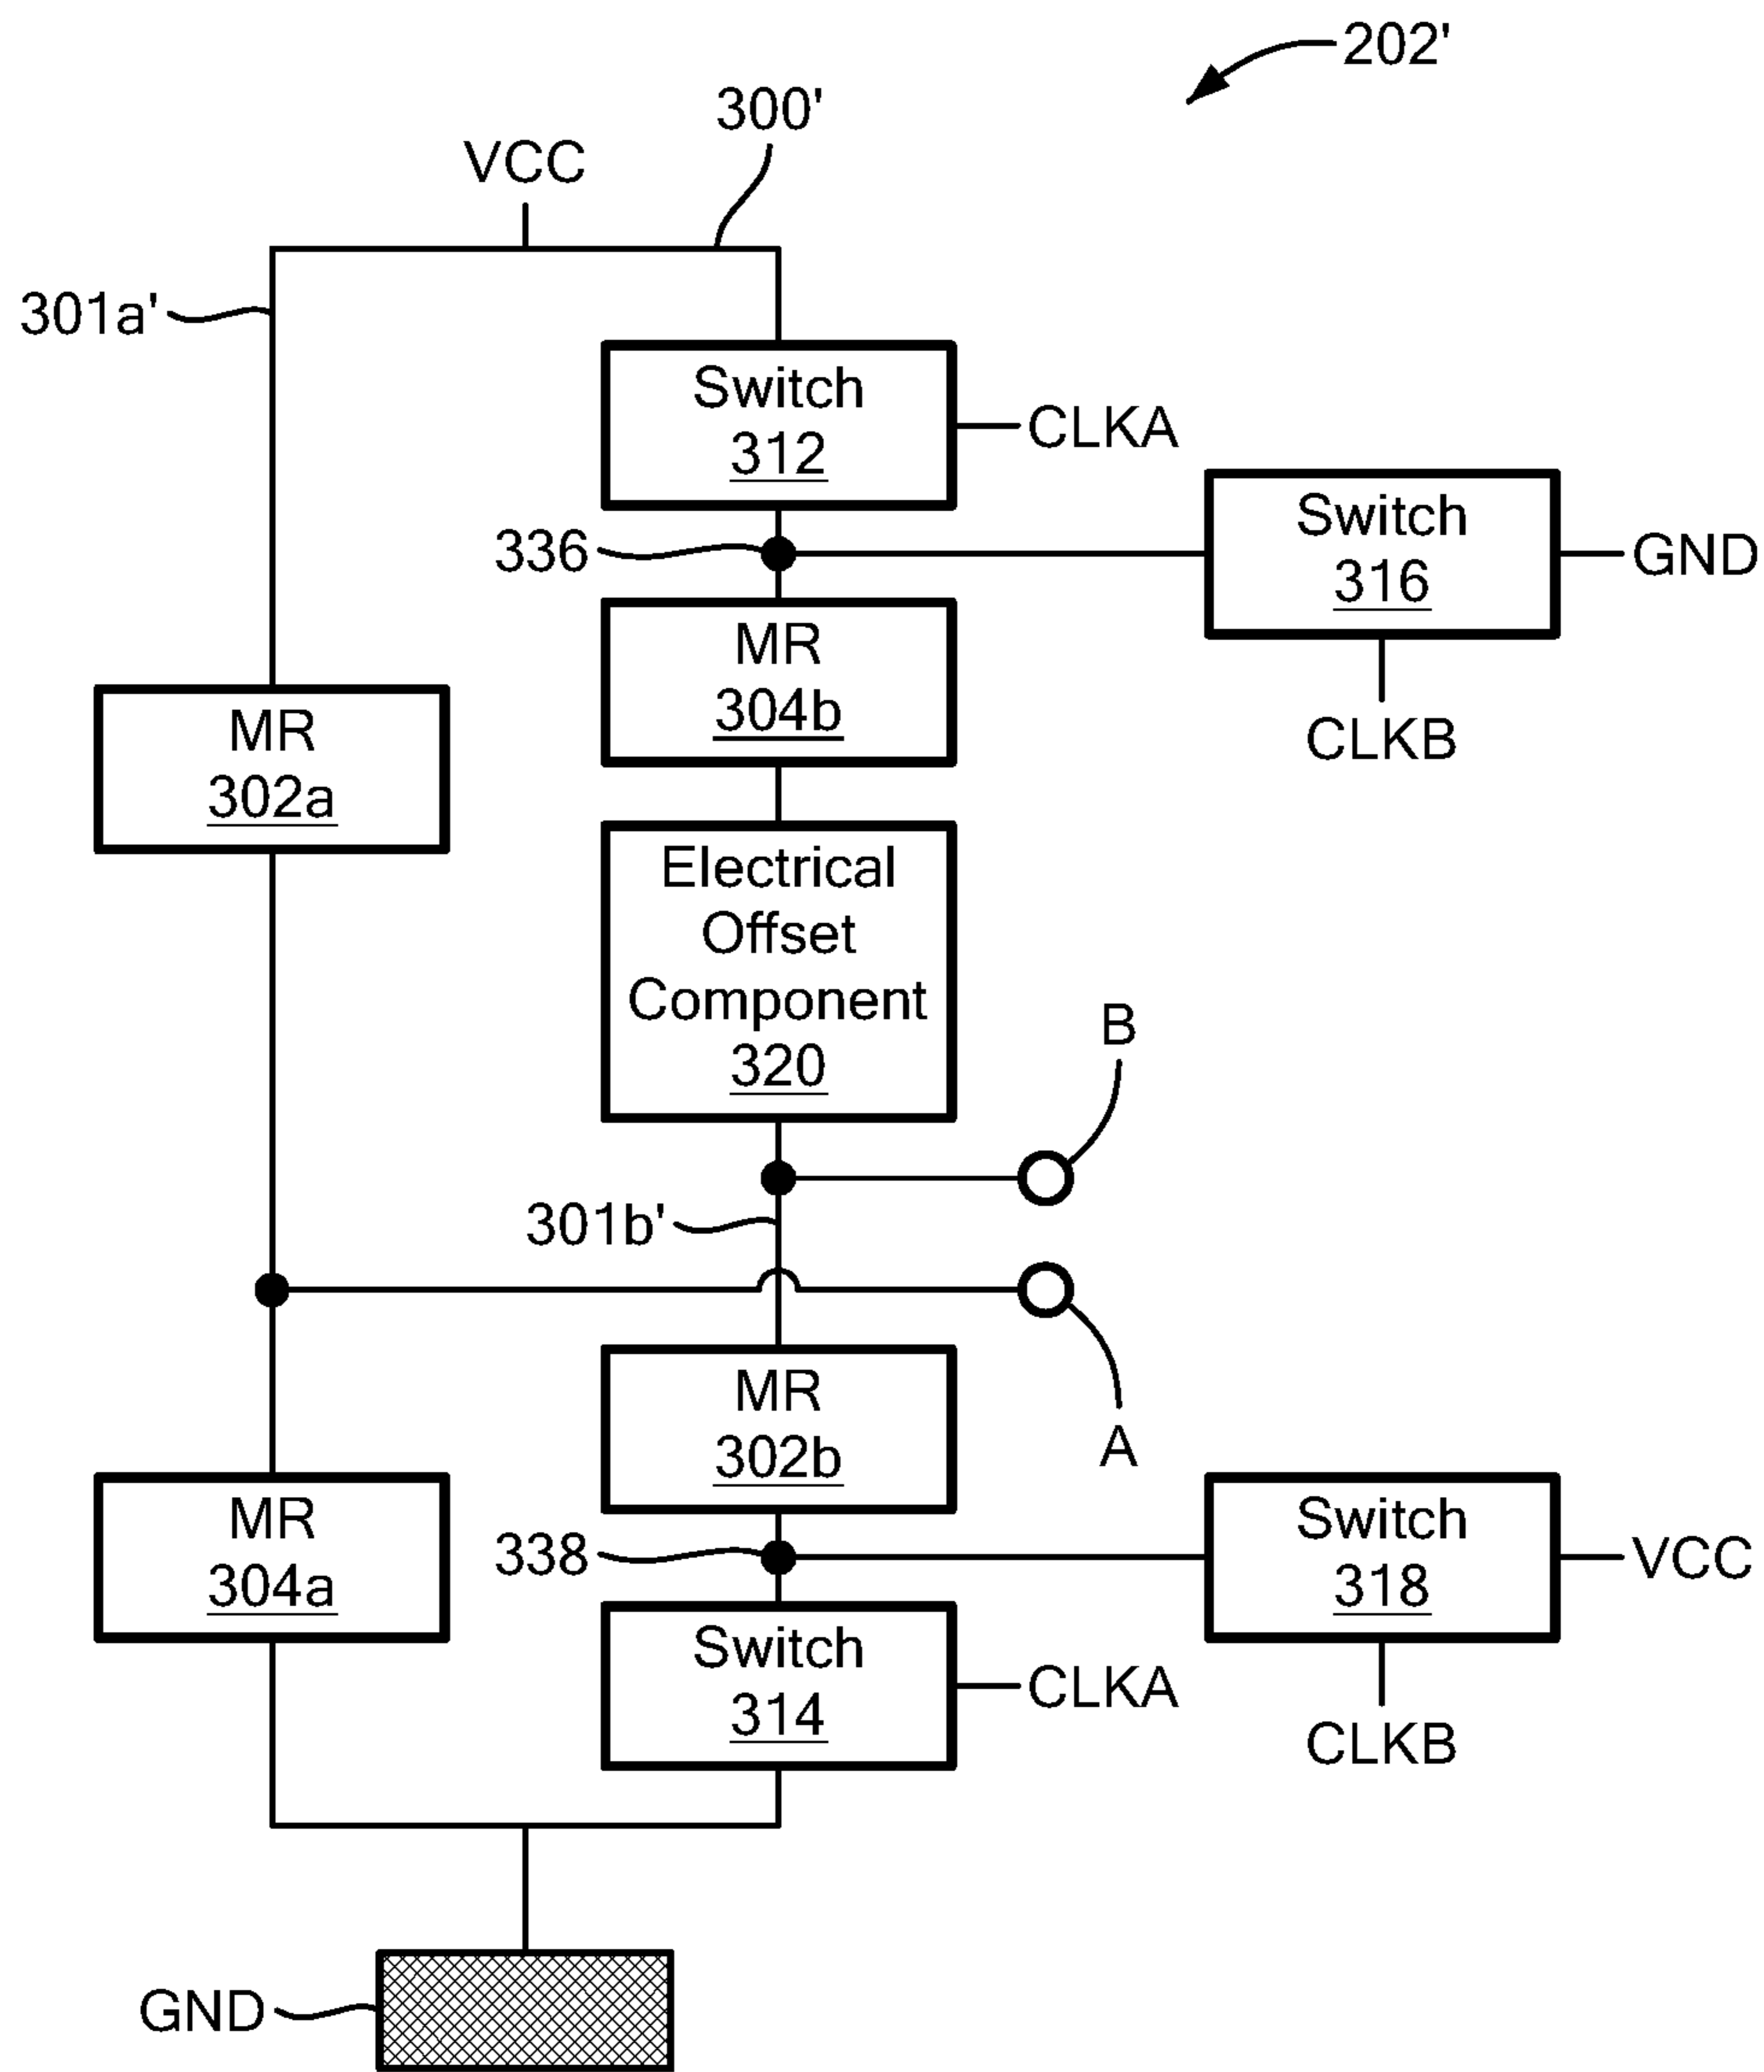 202'
300'
VCC
301a'
Switch
312
CLKA
Switch
316
GND
336
CLKB
MR
304b
MR
302a
Electrical
Offset
Component
320
B
301b'
A
MR
302b
MR
304a
338
Switch
318
VCC
Switch
314
CLKA
CLKB
GND